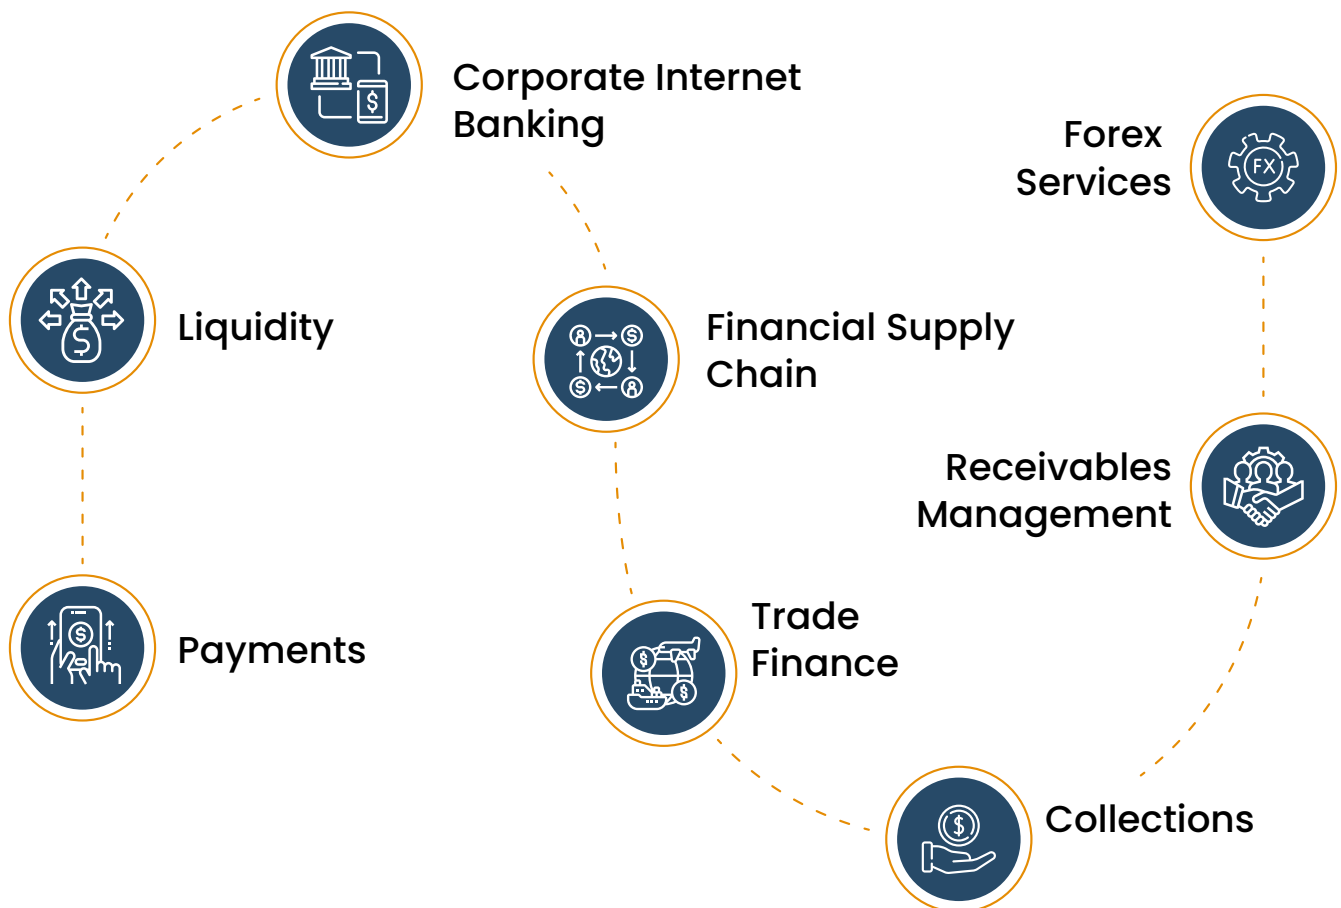 Corporate Internet
Banking
Forex
Services
FX
Liquidity
Financial Supply
Chain
Receivables
Management
Payments
Trade
Finance
Collections
$
$
$
$
$
$
$
$